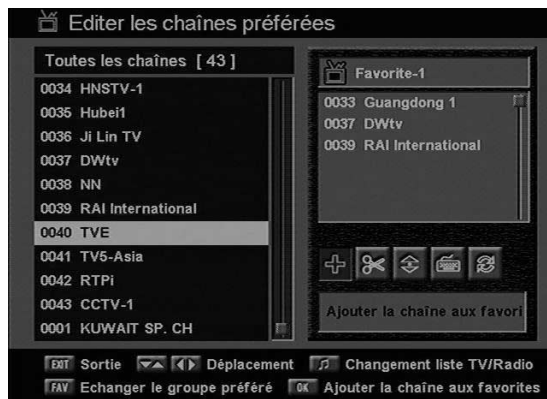 Editer les chaînes préférées
Toutes les chaînes [ 43 ]
0034 HNSTV-1
0035 Hubei1
0036 Ji Lin TV
0037 DWtv
0038 NN
0039 RAI International
0040 TVE
0041 TV5-Asia
0042 RTPi
0043 CCTV-1
0001 KUWAIT SP. CH
Favorite-1
0033 Guangdong 1
0037 DWtv
0039 RAI International
Ajouter la chaîne aux favori
EXIT Sortie Déplacement Changement liste TV/Radio
FAV Echanger le groupe préféré OK Ajouter la chaîne aux favorites